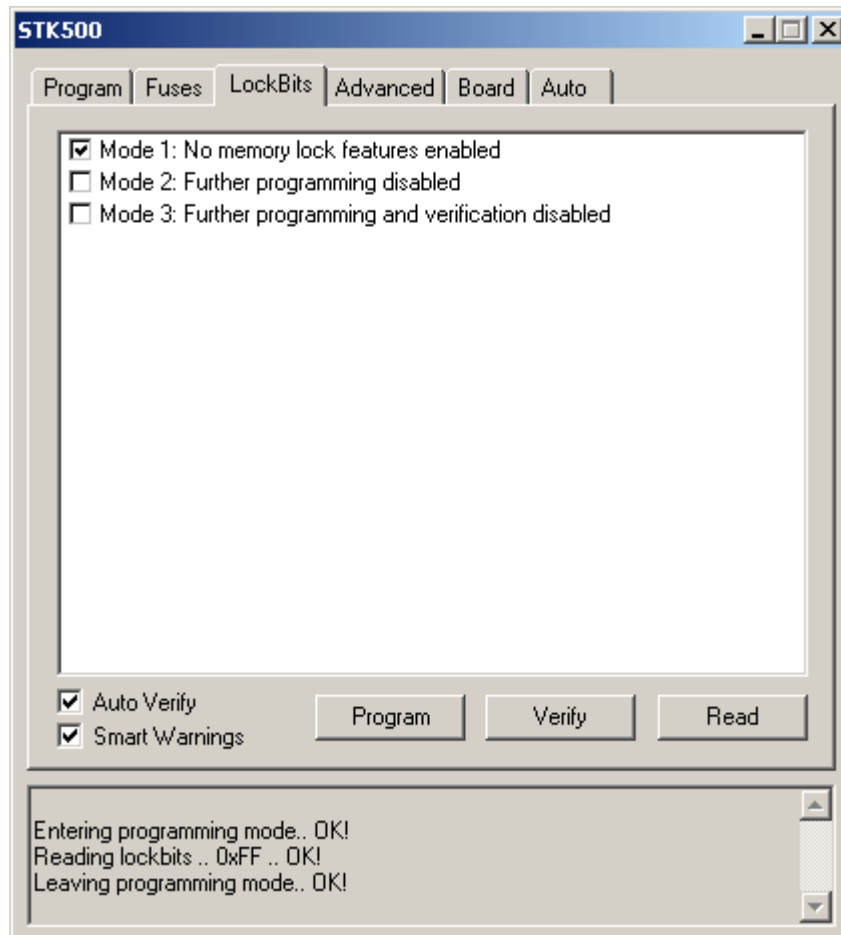 STK500
Program Fuses LockBits Advanced Board Auto
Mode 1: No memory lock features enabled
Mode 2: Further programming disabled
Mode 3: Further programming and verification disabled
Auto Verify
Smart Warnings
Program Verify Read
Entering programming mode.. OK!
Reading lockbits .. 0xFF .. OK!
Leaving programming mode.. OK!